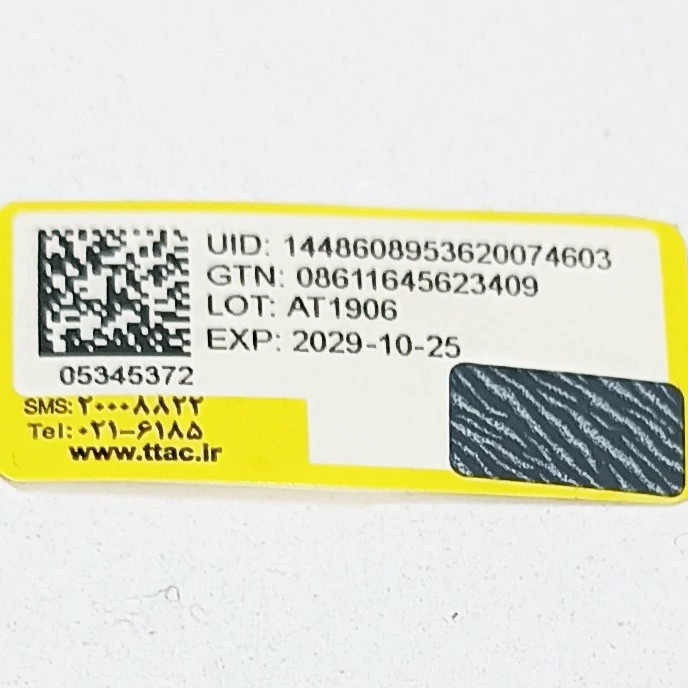 UID: 1448608953620074603
GTN: 08611645623409
LOT: AT1906
EXP: 2029-10-25
05345372
SMS: ۲۰۰۰۸۸۲۲
Tel: ۰۲۱-۶۱۸۵
www.ttac.ir